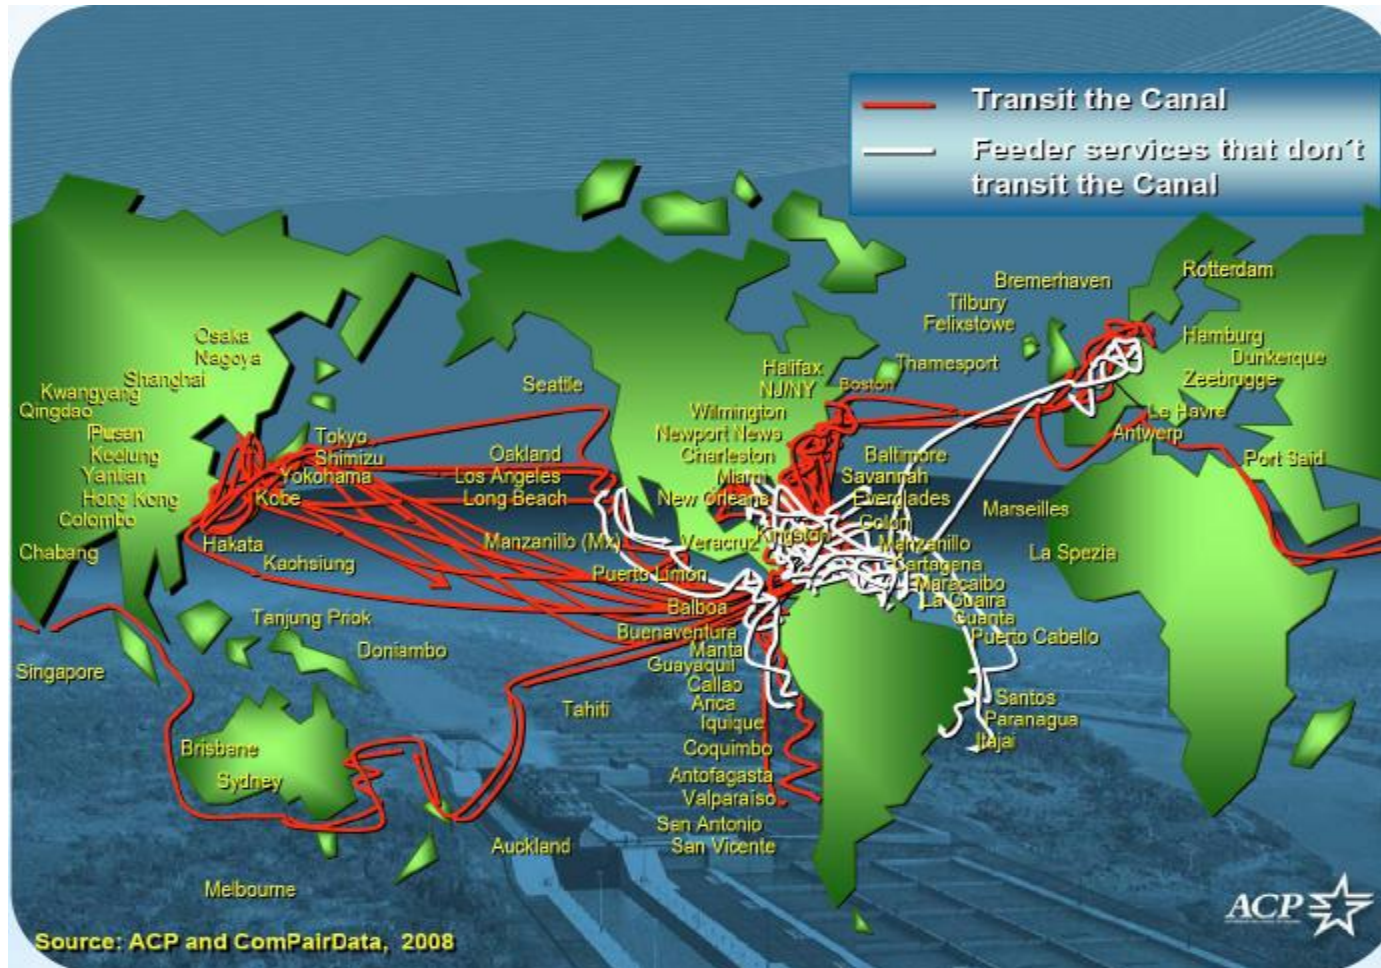 Transit the Canal
Feeder services that don´t
transit the Canal
Bremerhaven
Rotterdam
Tilbury
Felixstowe
Osaka
Nagoya
Hamburg
Dunkerque
Halifax
Thamesport
Shanghai
Seattle
NJ/NY
Boston
Zeebrugge
Kwangyang
Qingdao
Wilmington
Le Havre
Pusan
Tokyo
Newport News
Antwerp
Keelung
Shimizu
Oakland
Charleston
Baltimore
Port Said
Yantian
Yokohama
Los Angeles
Miami
Savannah
Hong Kong
Kobe
Long Beach
New Orleans
Everglades
Marseilles
Colombo
Colon
Chabang
Hakata
Manzanillo (Mx)
Veracruz
Kingston
Manzanillo
La Spezia
Kaohsiung
Puerto Limon
Cartagena
Maracaibo
Balboa
La Guaira
Tanjung Priok
Guanta
Buenaventura
Puerto Cabello
Doniambo
Manta
Singapore
Guayaquil
Callao
Santos
Tahiti
Arica
Iquique
Paranagua
Brisbane
Coquimbo
Itajai
Sydney
Antofagasta
Valparaiso
San Antonio
Auckland
San Vicente
Melbourne
ACP
Source: ACP and ComPairData, 2008